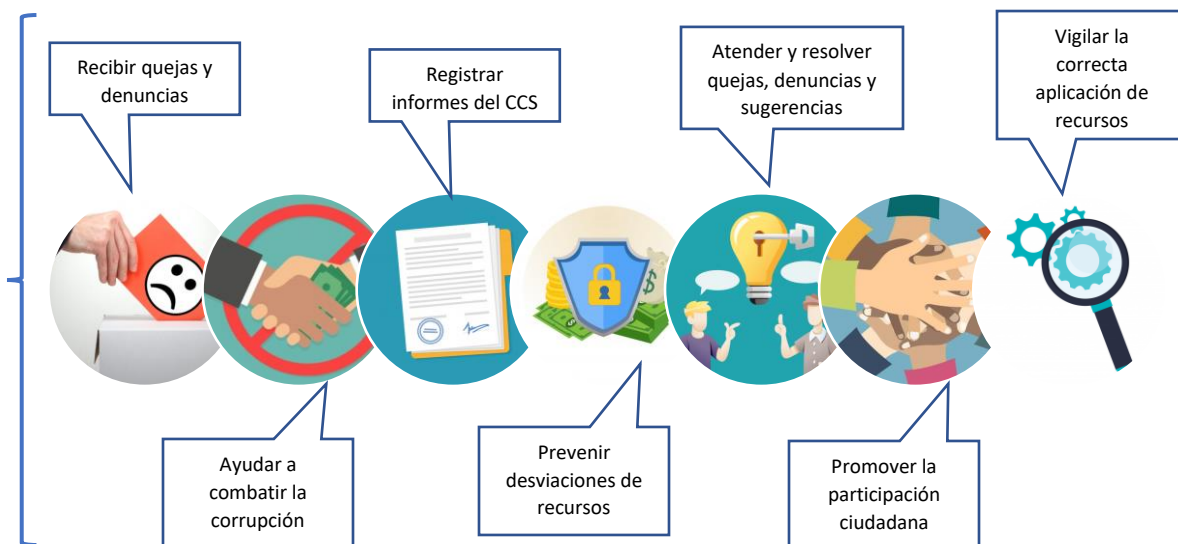 Recibir quejas y
denuncias
Registrar
informes del CCS
Atender y resolver
quejas, denuncias y
sugerencias
Vigilar la
correcta
aplicación de
recursos
Ayudar a
combatir la
corrupción
Prevenir
desviaciones de
recursos
Promover la
participación
ciudadana